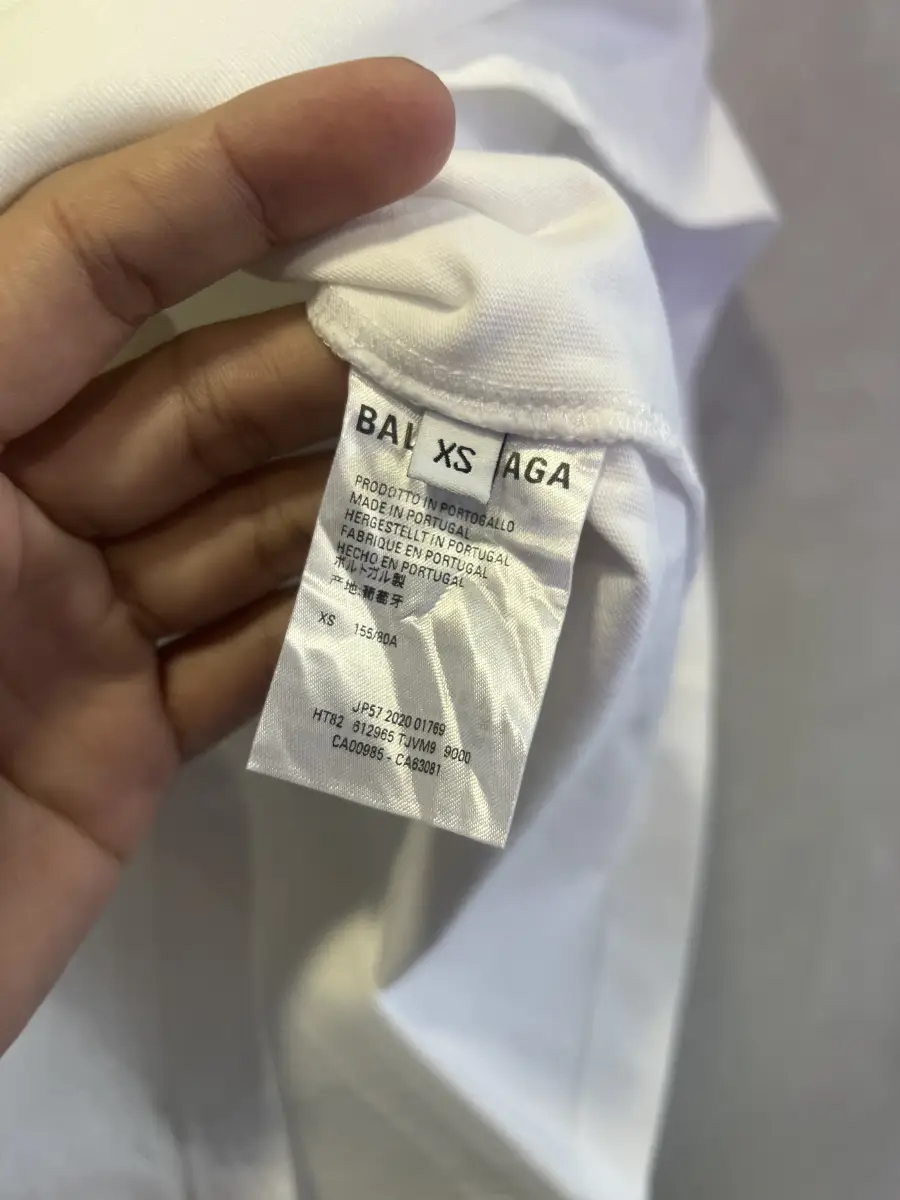 BAL AGA
XS
PRODOTTO IN PORTOGALLO
MADE IN PORTUGAL
HERGESTELLT IN PORTUGAL
FABRIQUE EN PORTUGAL
HECHO EN PORTUGAL
ポルトガル製
产地:葡萄牙
XS 155/80A
JP57 2020 01769
HT82 612965 TJVM9 9000
CA00985 - CA63081